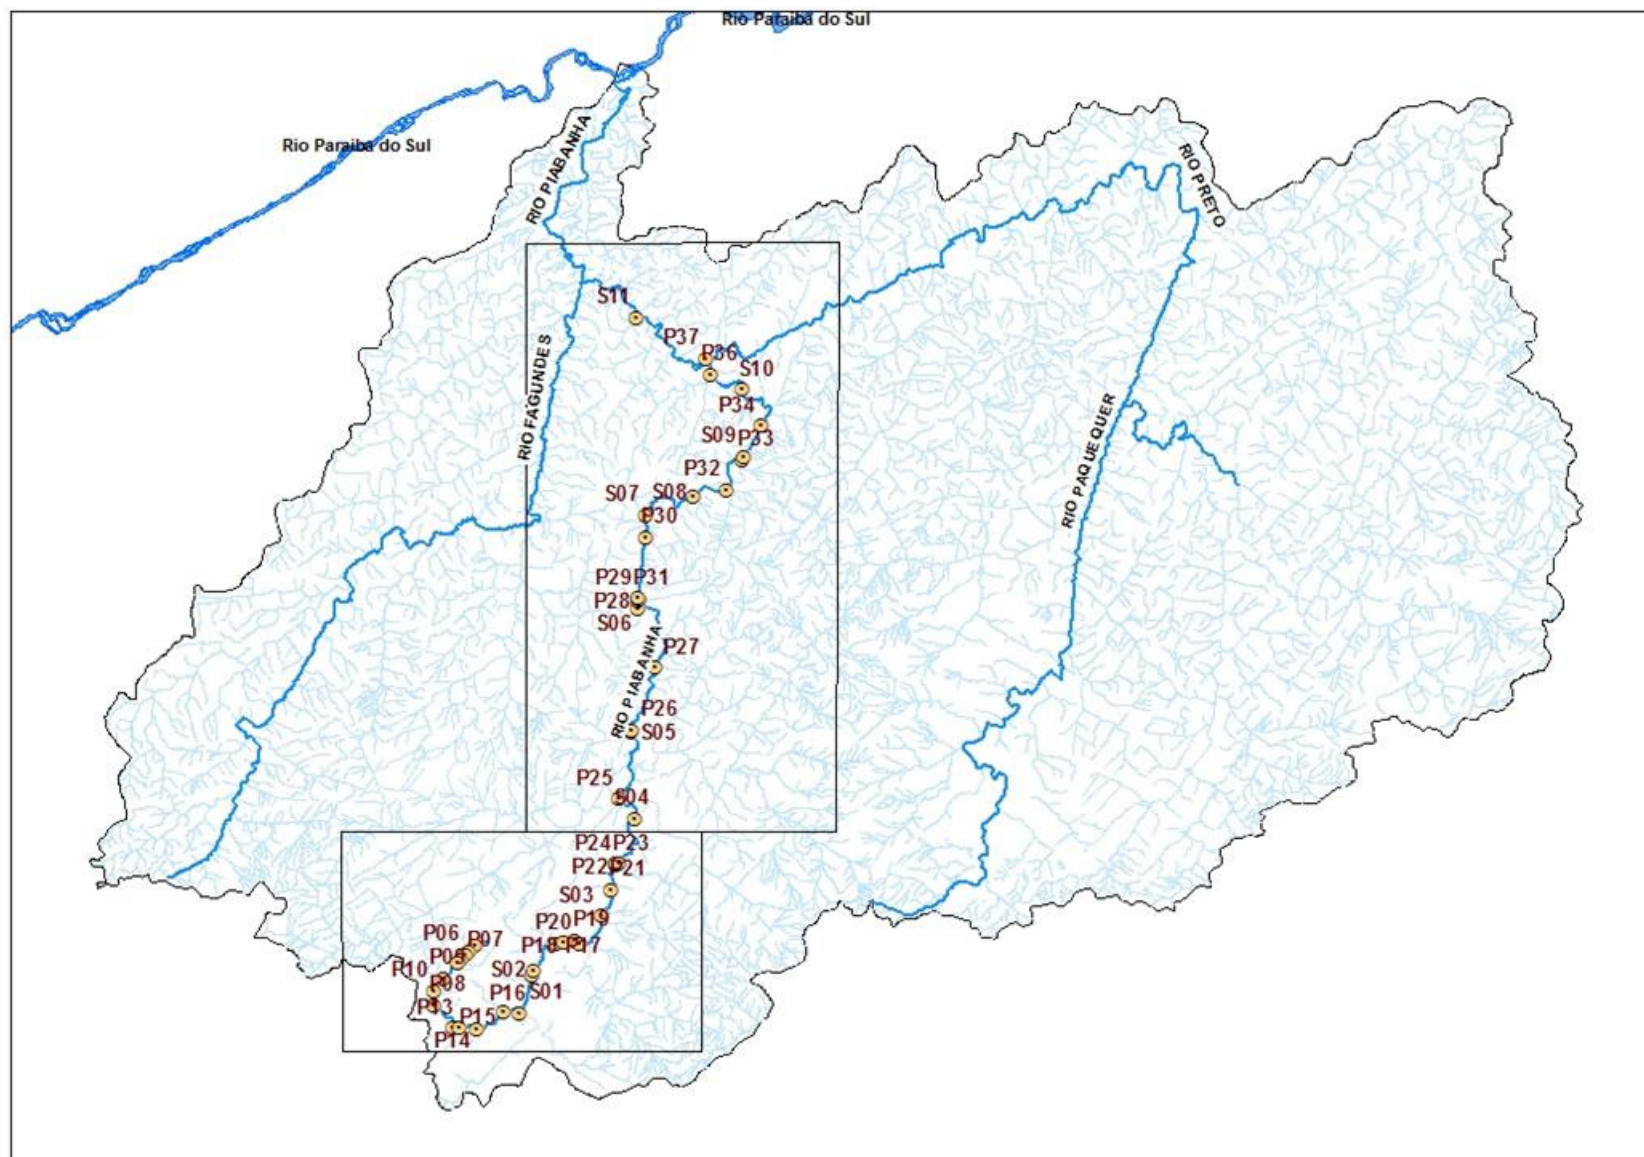 Rio Paraiba do Sul
Rio Paraiba do Sul
RIO PIABANHA
RIO PRETO
S11
P37
P36
S10
RIO FAGUNDES
P34
RIO PAQUEQUER
S09
P33
P32
S07
S08
P30
P29
P31
P28
S06
RIO PIABANHA
P27
P26
S05
P25
S04
P24
P23
P22
P21
S03
P19
P20
P18
P17
P06
P07
P09
P10
P08
S02
S01
P16
P13
P15
P14